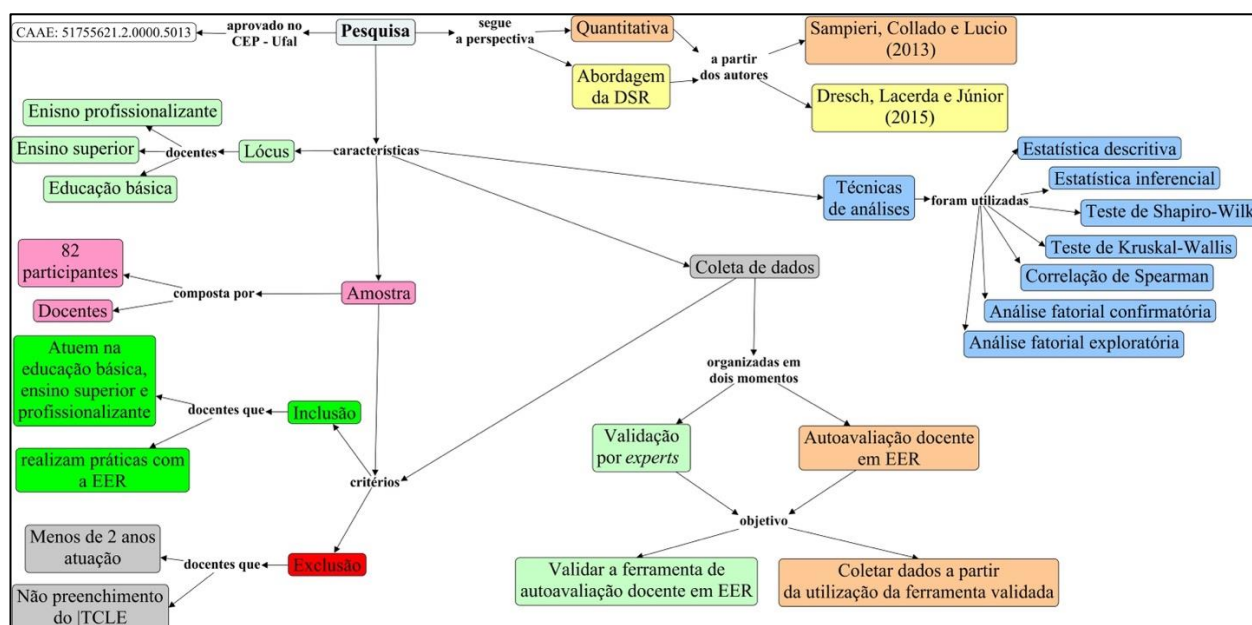 CAAE: 51755621.2.0000.5013
aprovado no
CEP - Ufal
Pesquisa
segue
a perspectiva
Quantitativa
Abordagem
da DSR
a partir
dos autores
Sampieri, Collado e Lucio
(2013)
Dresch, Lacerda e Júnior
(2015)
Enisno profissionalizante
Ensino superior
Educação básica
docentes
Lócus
características
Técnicas
de análises
foram utilizadas
Estatística descritiva
Estatística inferencial
Teste de Shapiro-Wilk
Teste de Kruskal-Wallis
Correlação de Spearman
Análise fatorial confirmatória
Análise fatorial exploratória
82
participantes
Docentes
composta por
Amostra
Coleta de dados
organizadas em
dois momentos
Validação
por experts
Autoavaliação docente
em EER
objetivo
Validar a ferramenta de
autoavaliação docente em EER
Coletar dados a partir
da utilização da ferramenta validada
Atuem na
educação básica,
ensino superior e
profissionalizante
realizam práticas com
a EER
docentes que
Inclusão
critérios
Menos de 2 anos
atuação
Não preenchimento
do |TCLE
docentes que
Exclusão